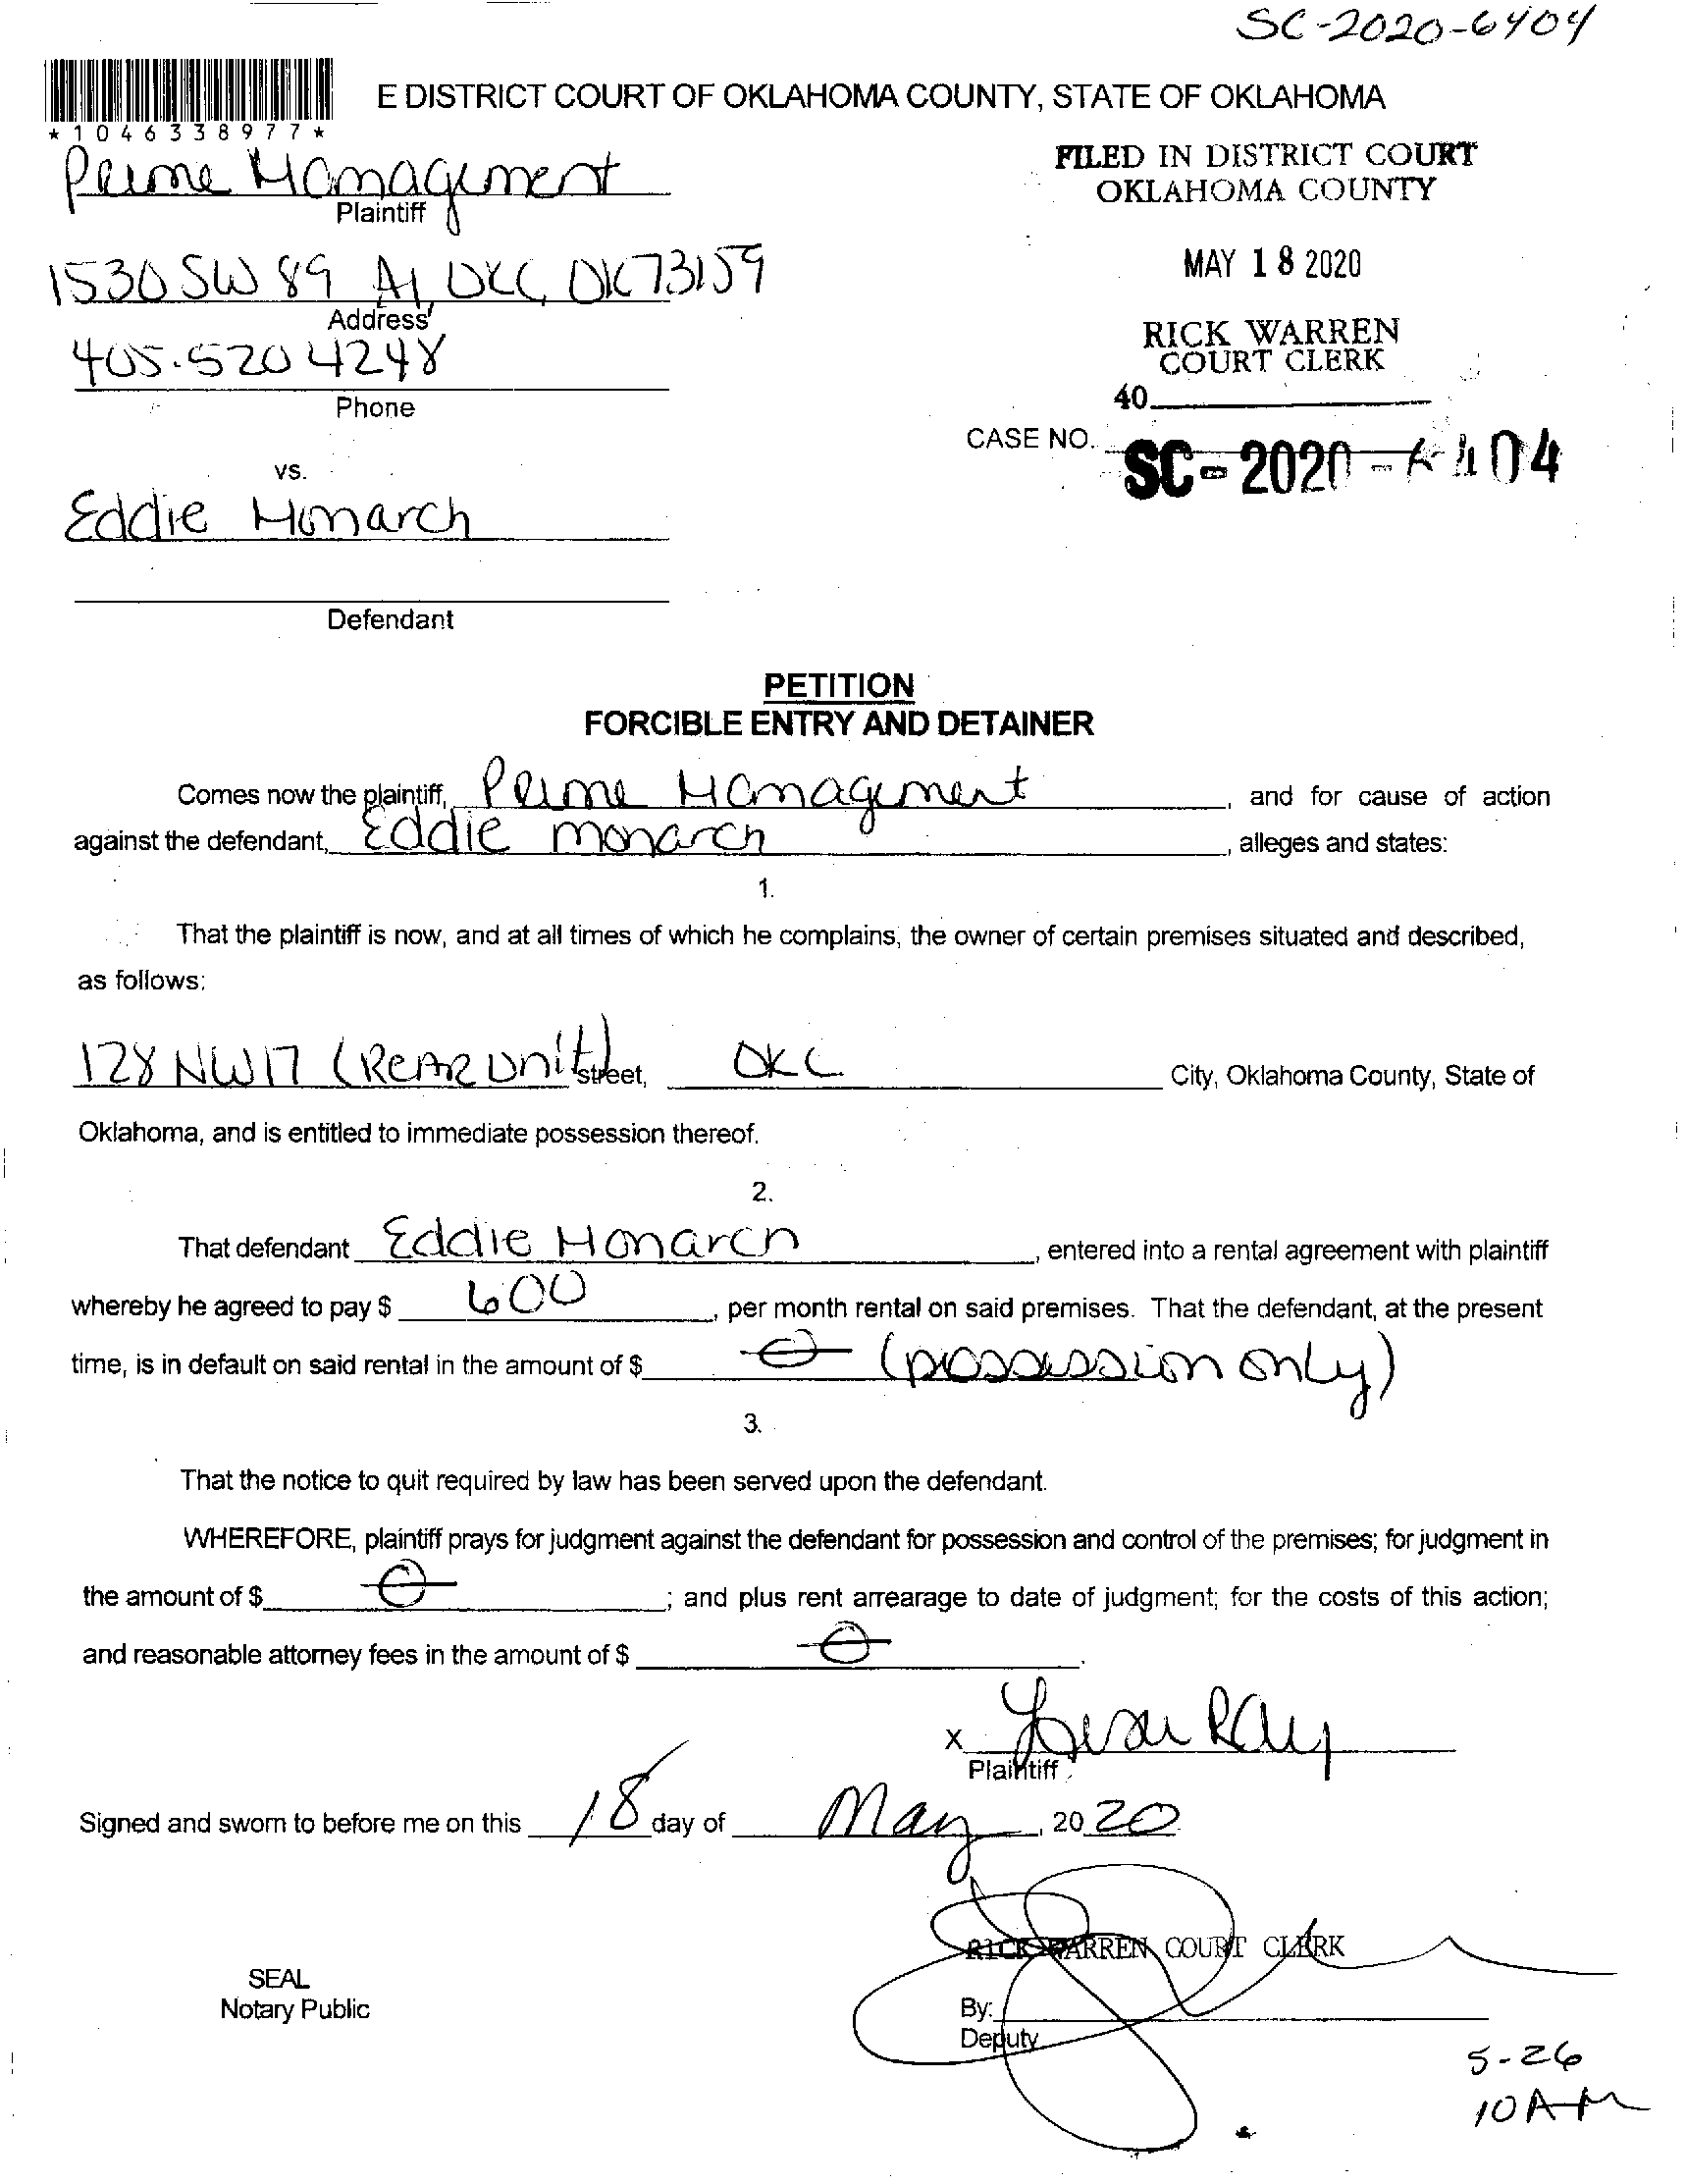 SC-2020-6404
E DISTRICT COURT OF OKLAHOMA COUNTY, STATE OF OKLAHOMA
*1046338977*
Prime Management
Plaintiff
FILED IN DISTRICT COURT
OKLAHOMA COUNTY
1530 SW 89 A1, OKC, OK 73159
Address
MAY 18 2020
405.520 4248
Phone
RICK WARREN
COURT CLERK
40
CASE NO. SC-2020-6404
vs.
Eddie Monarch
Defendant
PETITION
FORCIBLE ENTRY AND DETAINER
Comes now the plaintiff, Prime Management, and for cause of action
against the defendant, Eddie monarch, alleges and states:
1.
That the plaintiff is now, and at all times of which he complains, the owner of certain premises situated and described,
as follows:
128 NW 17 (REAR Unit) street, OKC City, Oklahoma County, State of
Oklahoma, and is entitled to immediate possession thereof.
2.
That defendant Eddie Monarch, entered into a rental agreement with plaintiff
whereby he agreed to pay $ 600, per month rental on said premises. That the defendant, at the present
time, is in default on said rental in the amount of $ 0 (possession only)
3.
That the notice to quit required by law has been served upon the defendant.
WHEREFORE, plaintiff prays for judgment against the defendant for possession and control of the premises; for judgment in
the amount of $ 0; and plus rent arrearage to date of judgment; for the costs of this action;
and reasonable attorney fees in the amount of $ 0.
X Lisa Ray
Plaintiff
Signed and sworn to before me on this 18 day of May, 2020
RICK WARREN COURT CLERK
SEAL
Notary Public
By:
Deputy
5-26
10 AM